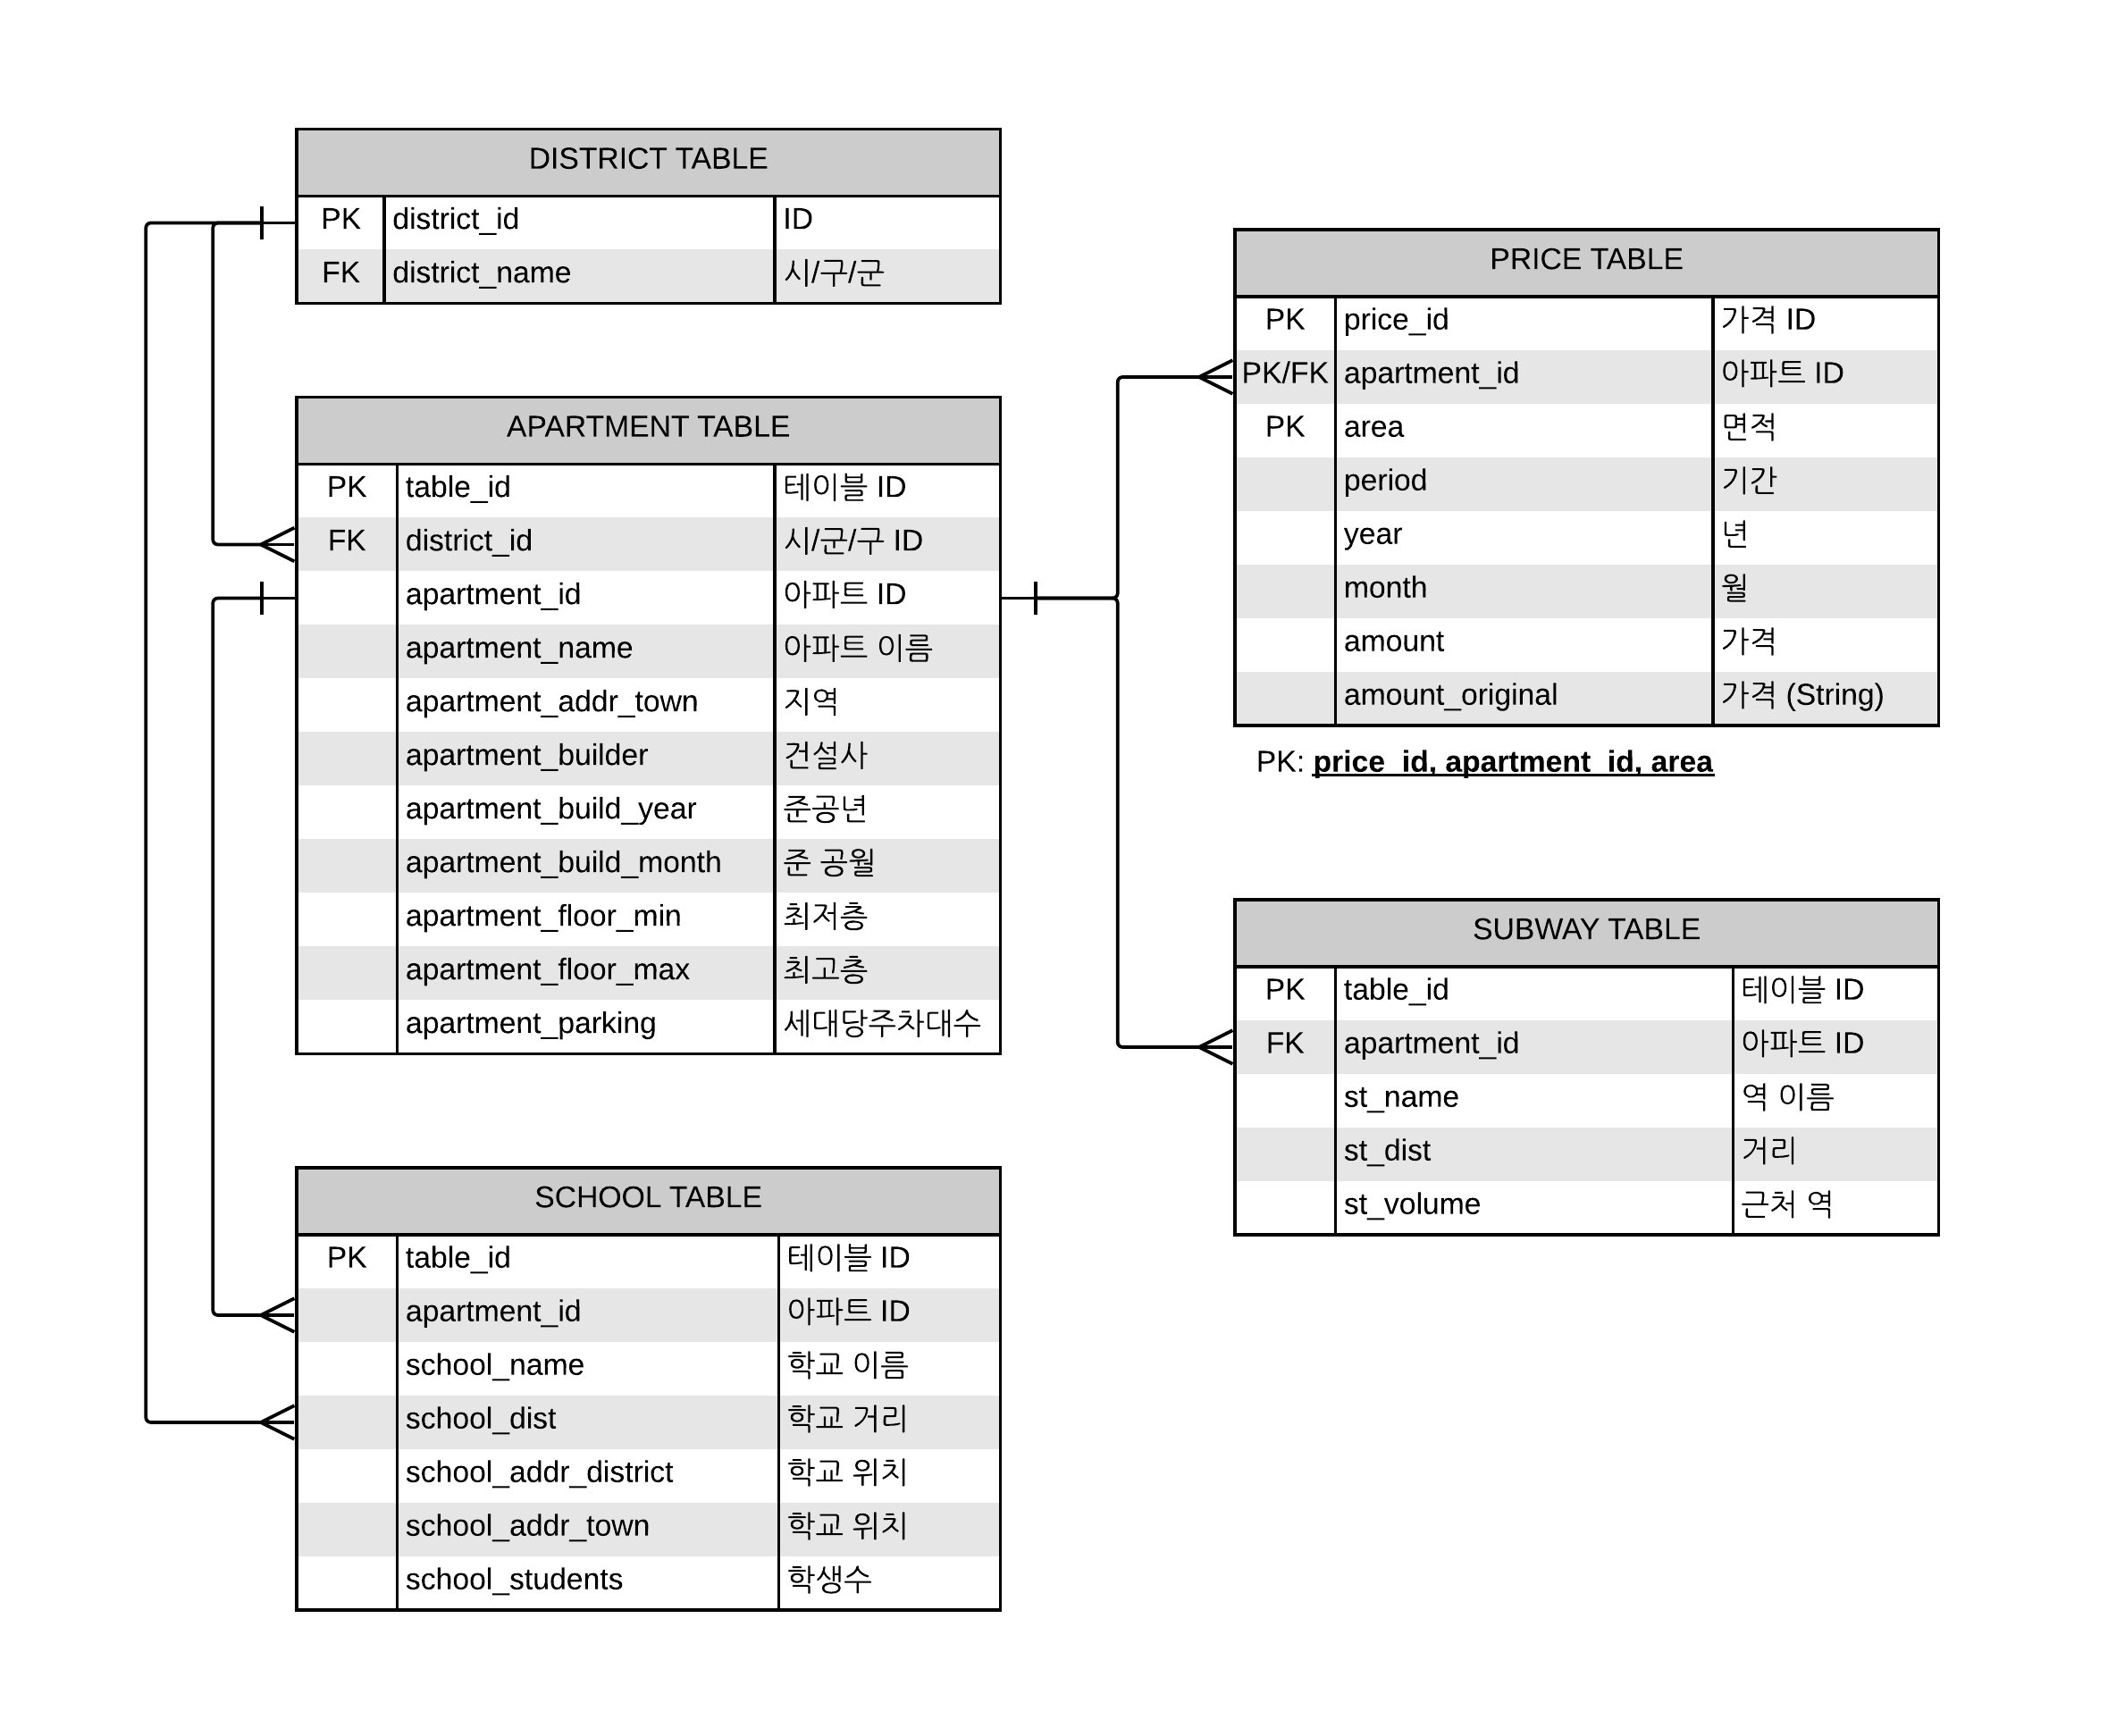 DISTRICT TABLE
PK district_id ID
FK district_name 시/구/군
APARTMENT TABLE
PK table_id 테이블 ID
FK district_id 시/군/구 ID
apartment_id 아파트 ID
apartment_name 아파트 이름
apartment_addr_town 지역
apartment_builder 건설사
apartment_build_year 준공년
apartment_build_month 준 공월
apartment_floor_min 최저층
apartment_floor_max 최고층
apartment_parking 세대당주차대수
SCHOOL TABLE
PK table_id 테이블 ID
apartment_id 아파트 ID
school_name 학교 이름
school_dist 학교 거리
school_addr_district 학교 위치
school_addr_town 학교 위치
school_students 학생수
PRICE TABLE
PK price_id 가격 ID
PK/FK apartment_id 아파트 ID
PK area 면적
period 기간
year 년
month 월
amount 가격
amount_original 가격 (String)
PK: price_id, apartment_id, area
SUBWAY TABLE
PK table_id 테이블 ID
FK apartment_id 아파트 ID
st_name 역 이름
st_dist 거리
st_volume 근처 역